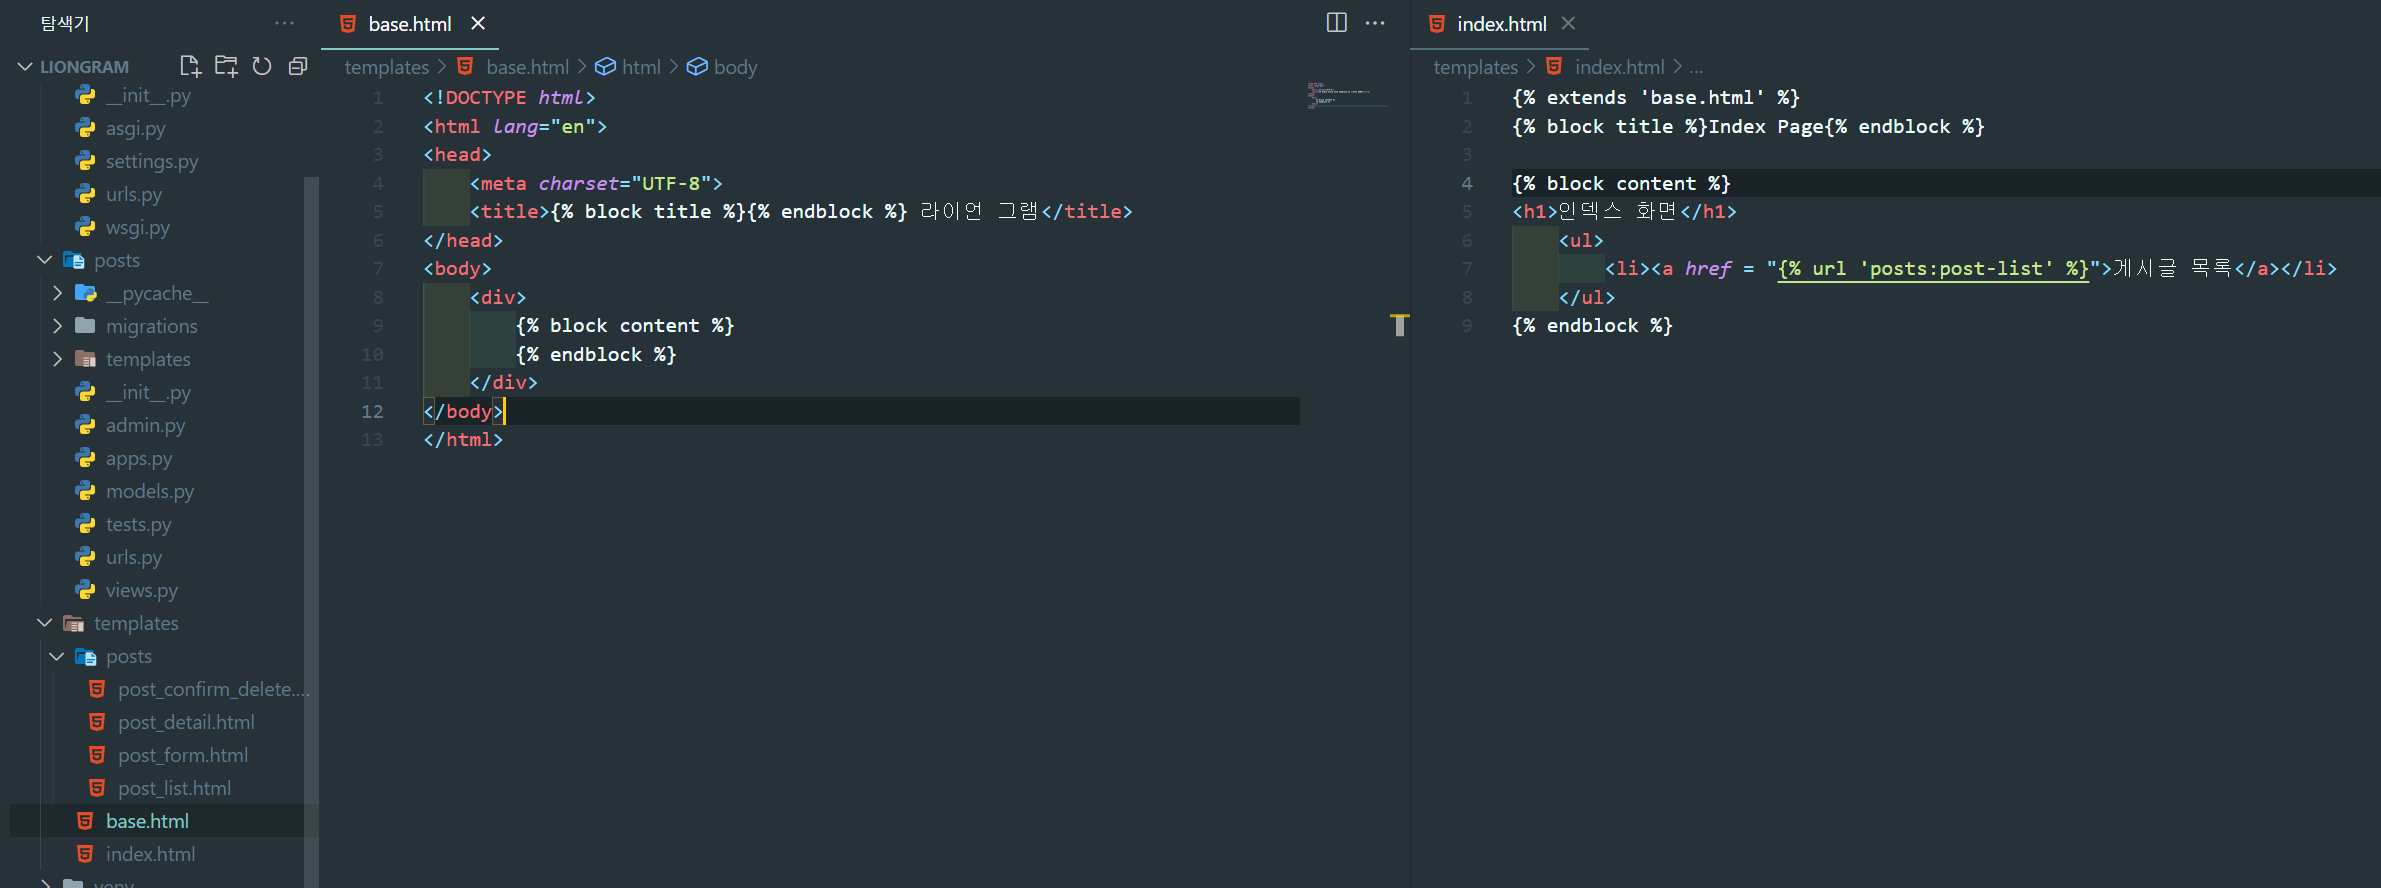 탐색기
LIONGRAM
__init__.py
asgi.py
settings.py
urls.py
wsgi.py
posts
__pycache__
migrations
templates
__init__.py
admin.py
apps.py
models.py
tests.py
urls.py
views.py
templates
posts
post_confirm_delete....
post_detail.html
post_form.html
post_list.html
base.html
index.html
venv
base.html
templates > base.html > html > body
1 <!DOCTYPE html>
2 <html lang="en">
3 <head>
4 <meta charset="UTF-8">
5 <title>{% block title %}{% endblock %} 라이언 그램</title>
6 </head>
7 <body>
8 <div>
9 {% block content %}
10 {% endblock %}
11 </div>
12 </body>
13 </html>
index.html
templates > index.html > ...
1 {% extends 'base.html' %}
2 {% block title %}Index Page{% endblock %}
3
4 {% block content %}
5 <h1>인덱스 화면</h1>
6 <ul>
7 <li><a href = "{% url 'posts:post-list' %}">게시글 목록</a></li>
8 </ul>
9 {% endblock %}